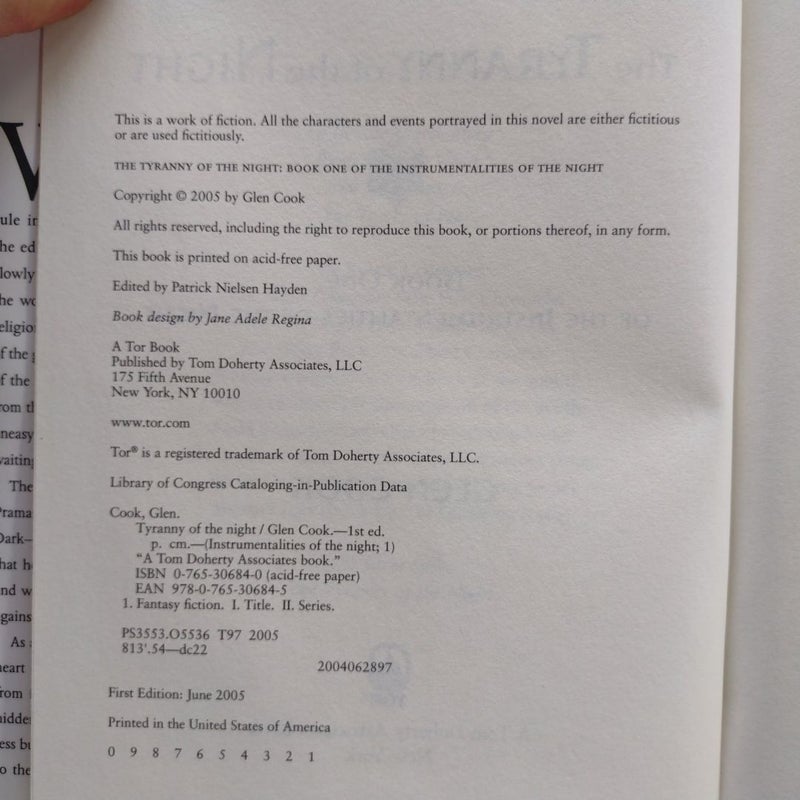 This is a work of fiction. All the characters and events portrayed in this novel are either fictitious
or are used fictitiously.
THE TYRANNY OF THE NIGHT: BOOK ONE OF THE INSTRUMENTALITIES OF THE NIGHT
Copyright © 2005 by Glen Cook
All rights reserved, including the right to reproduce this book, or portions thereof, in any form.
This book is printed on acid-free paper.
Edited by Patrick Nielsen Hayden
Book design by Jane Adele Regina
A Tor Book
Published by Tom Doherty Associates, LLC
175 Fifth Avenue
New York, NY 10010
www.tor.com
Tor® is a registered trademark of Tom Doherty Associates, LLC.
Library of Congress Cataloging-in-Publication Data
Cook, Glen.
Tyranny of the night / Glen Cook.—1st ed.
p. cm.—(Instrumentalities of the night; 1)
“A Tom Doherty Associates book.”
ISBN 0-765-30684-0 (acid-free paper)
EAN 978-0-765-30684-5
1. Fantasy fiction. I. Title. II. Series.
PS3553.O5536 T97 2005
813'.54—dc22
2004062897
First Edition: June 2005
Printed in the United States of America
0 9 8 7 6 5 4 3 2 1